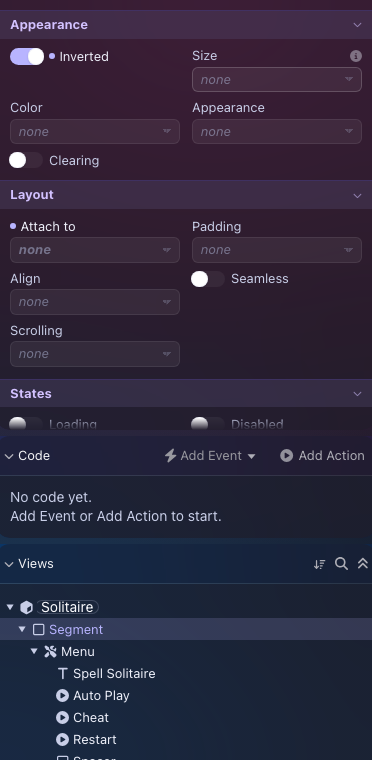 Appearance
Inverted
Size
none
Color
Appearance
none
none
Clearing
Layout
Attach to
Padding
none
none
Align
Seamless
none
Scrolling
none
States
Loading
Disabled
Code
Add Event
Add Action
No code yet.
Add Event or Add Action to start.
Views
Solitaire
Segment
Menu
Spell Solitaire
Auto Play
Cheat
Restart
Spacer